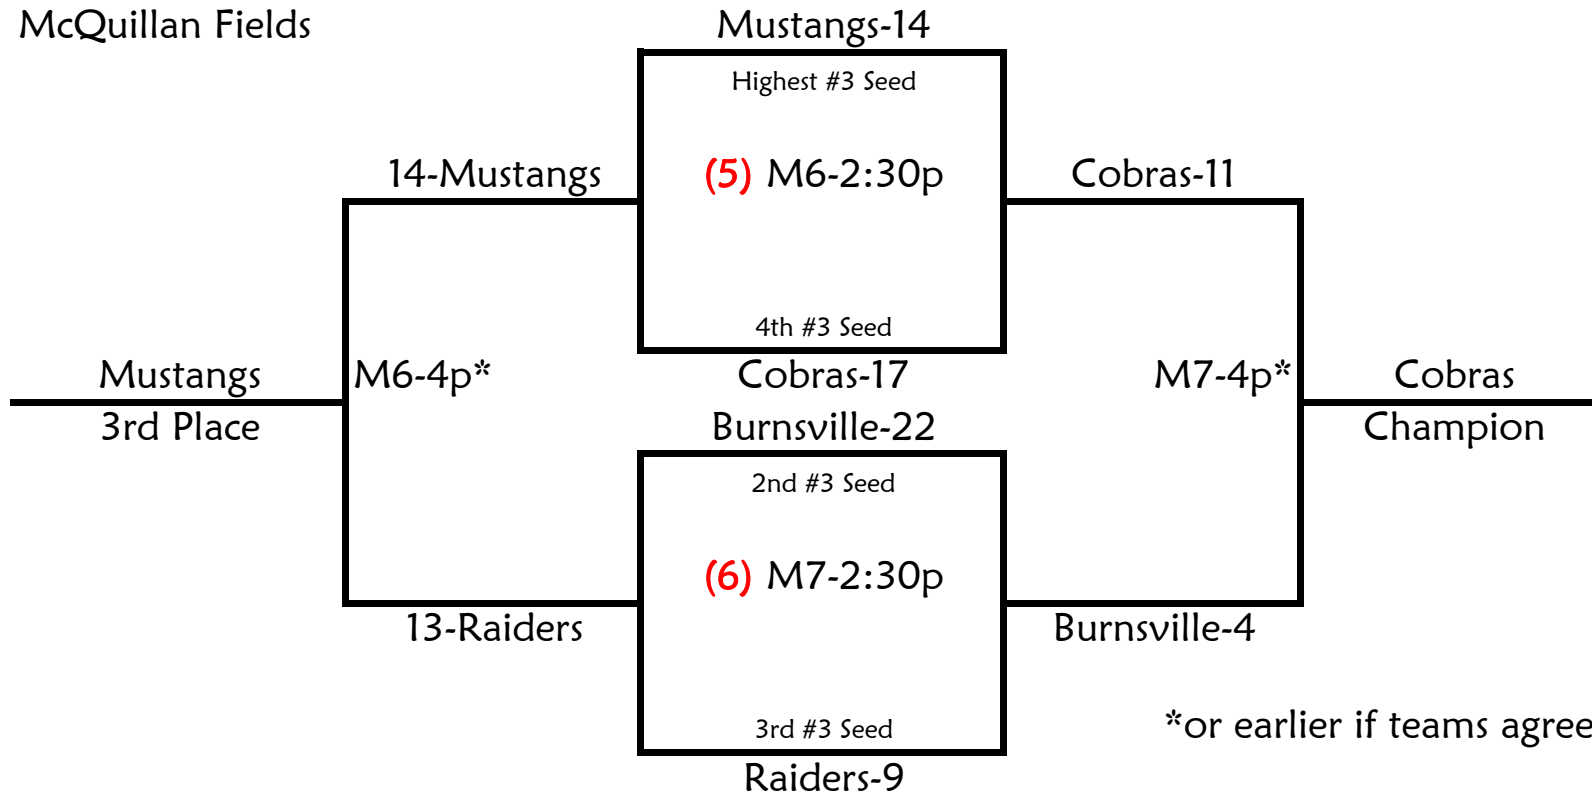 McQuillan Fields
Mustangs-14
Highest #3 Seed
14-Mustangs
(5) M6-2:30p
Cobras-11
4th #3 Seed
Mustangs
M6-4p*
Cobras-17
M7-4p*
Cobras
3rd Place
Burnsville-22
Champion
2nd #3 Seed
(6) M7-2:30p
13-Raiders
Burnsville-4
3rd #3 Seed
*or earlier if teams agree
Raiders-9